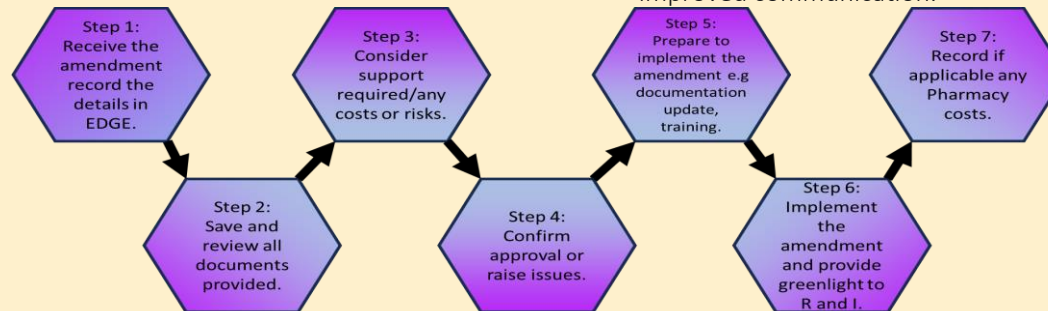 improved communication.
Step 1:
Receive the
amendment
record the
details in
EDGE.
Step 2:
Save and
review all
documents
provided.
Step 3:
Consider
support
required/any
costs or risks.
Step 4:
Confirm
approval or
raise issues.
Step 5:
Prepare to
implement the
amendment e.g
documentation
update,
training.
Step 6:
Implement
the
amendment
and provide
greenlight to
R and I.
Step 7:
Record if
applicable any
Pharmacy
costs.